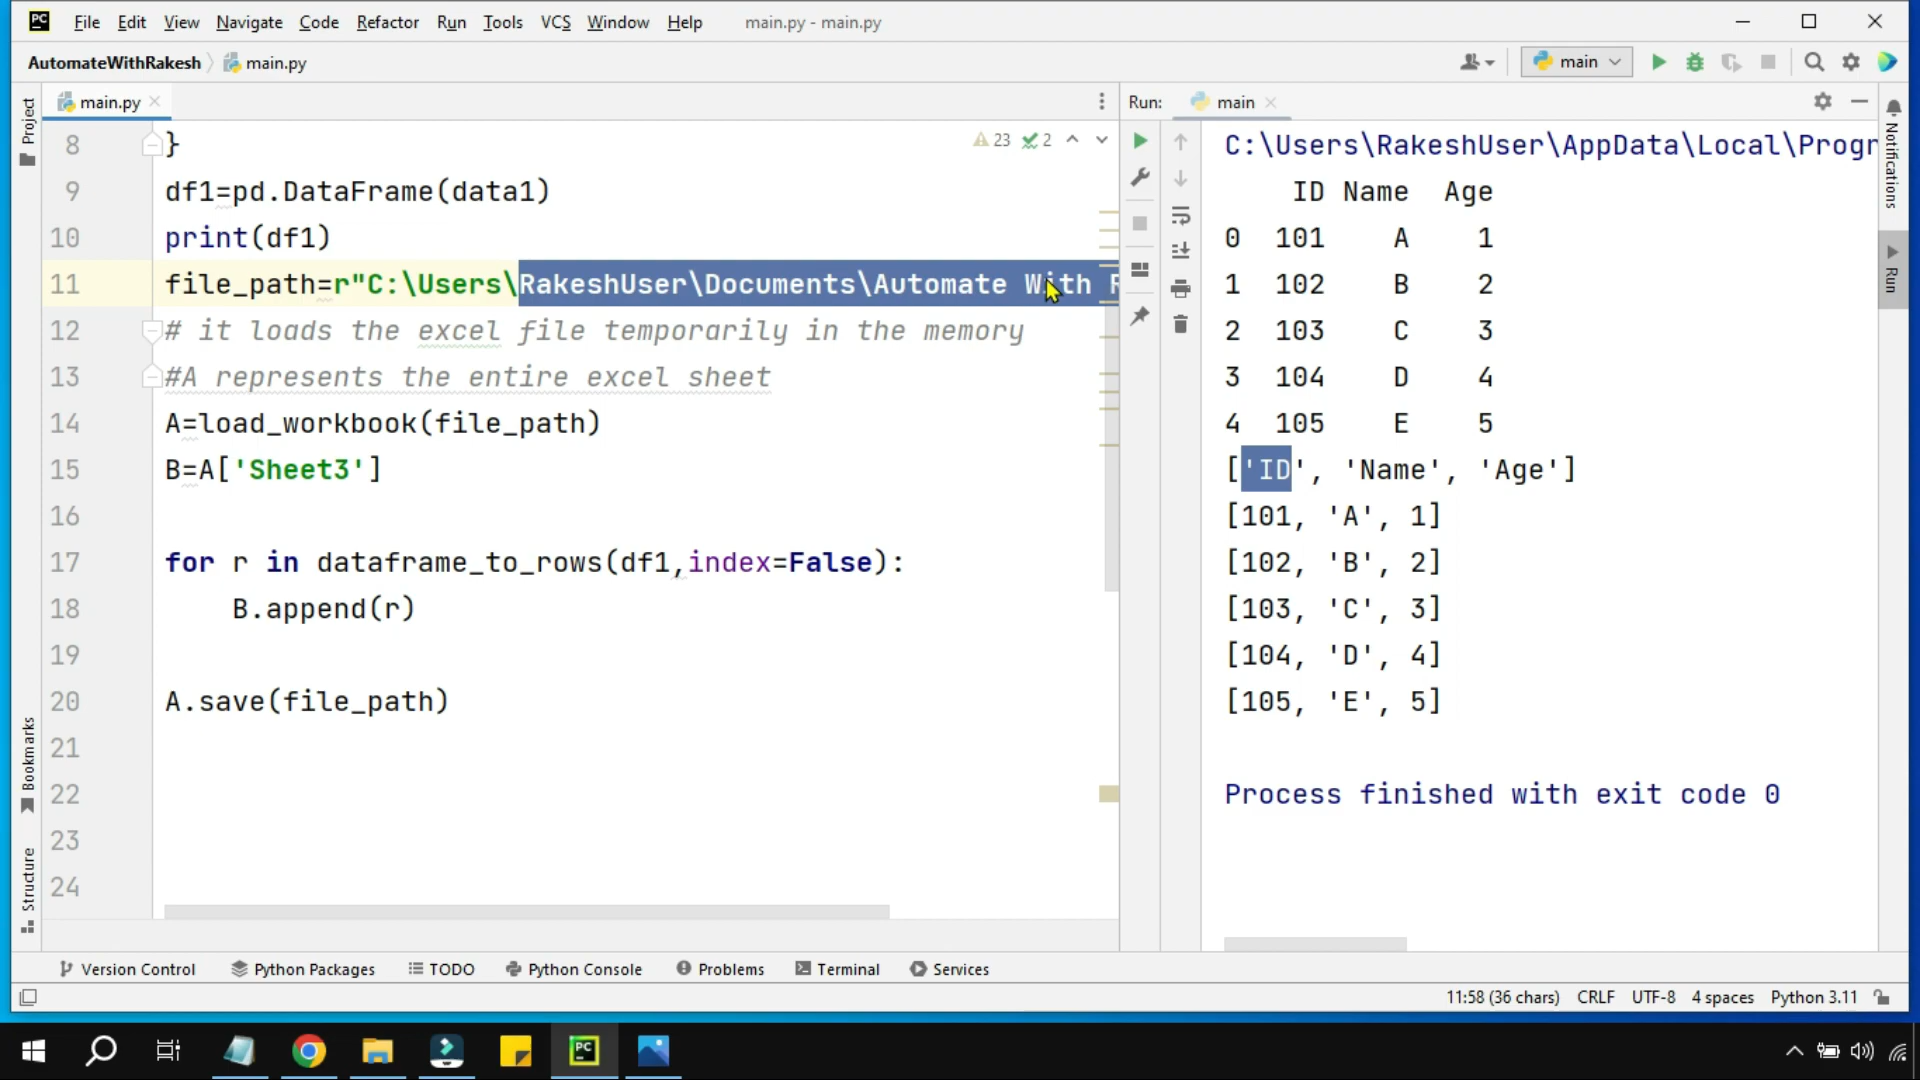 PC File Edit View Navigate Code Refactor Run Tools VCS Window Help main.py - main.py
AutomateWithRakesh main.py main
Project
main.py
23 2
8 }
9 df1=pd.DataFrame(data1)
10 print(df1)
11 file_path=r"C:\Users\RakeshUser\Documents\Automate With R
12 # it loads the excel file temporarily in the memory
13 #A represents the entire excel sheet
14 A=load_workbook(file_path)
15 B=A['Sheet3']
16
17 for r in dataframe_to_rows(df1,index=False):
18 B.append(r)
19
20 A.save(file_path)
21
22
23
24
Bookmarks
Structure
Run: main
C:\Users\RakeshUser\AppData\Local\Progr
ID Name Age
0 101 A 1
1 102 B 2
2 103 C 3
3 104 D 4
4 105 E 5
['ID', 'Name', 'Age']
[101, 'A', 1]
[102, 'B', 2]
[103, 'C', 3]
[104, 'D', 4]
[105, 'E', 5]
Process finished with exit code 0
Notifications
Run
Version Control Python Packages TODO Python Console Problems Terminal Services
11:58 (36 chars) CRLF UTF-8 4 spaces Python 3.11
PC